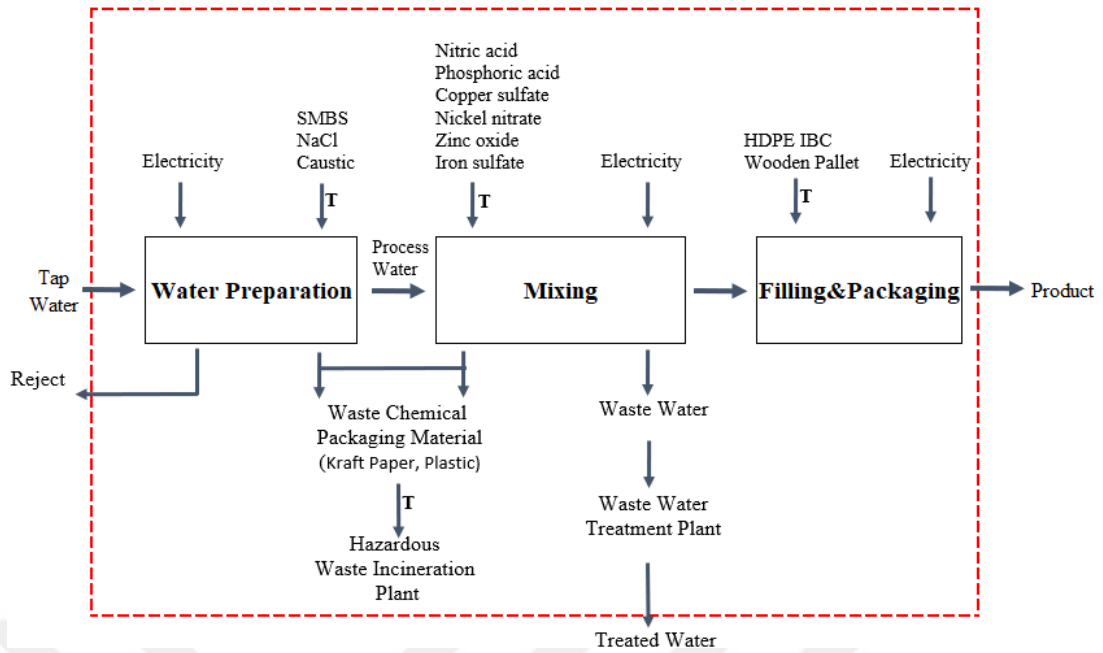 Nitric acid
Phosphoric acid
Copper sulfate
Nickel nitrate
Zinc oxide
Iron sulfate
SMBS
NaCl
Caustic
HDPE IBC
Wooden Pallet
Electricity
Electricity
Electricity
T
T
T
Tap
Water
Water Preparation
Process
Water
Mixing
Filling&Packaging
Product
Reject
Waste Chemical
Packaging Material
(Kraft Paper, Plastic)
T
Hazardous
Waste Incineration
Plant
Waste Water
Waste Water
Treatment Plant
Treated Water